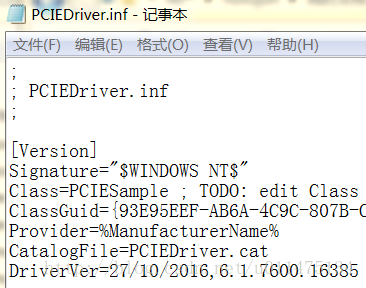 PCIEDriver.inf - 记事本
文件(F) 编辑(E) 格式(O) 查看(V) 帮助(H)
;
; PCIEDriver.inf
;
[Version]
Signature="$WINDOWS NT$"
Class=PCIESample ; TODO: edit Class
ClassGuid={93E95EEF-AB6A-4C9C-807B-
Provider=%ManufacturerName%
CatalogFile=PCIEDriver.cat
DriverVer=27/10/2016,6.1.7600.16385